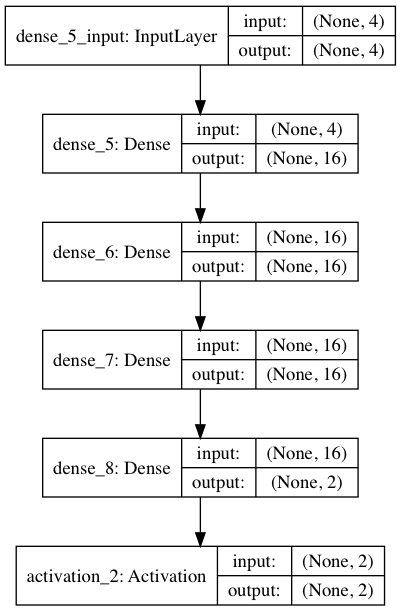 dense_5_input: InputLayer
input: (None, 4)
output: (None, 4)
dense_5: Dense
input: (None, 4)
output: (None, 16)
dense_6: Dense
input: (None, 16)
output: (None, 16)
dense_7: Dense
input: (None, 16)
output: (None, 16)
dense_8: Dense
input: (None, 16)
output: (None, 2)
activation_2: Activation
input: (None, 2)
output: (None, 2)